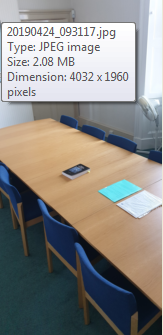 20190424_093117.jpg
Type: JPEG image
Size: 2.08 MB
Dimension: 4032 x 1960
pixels